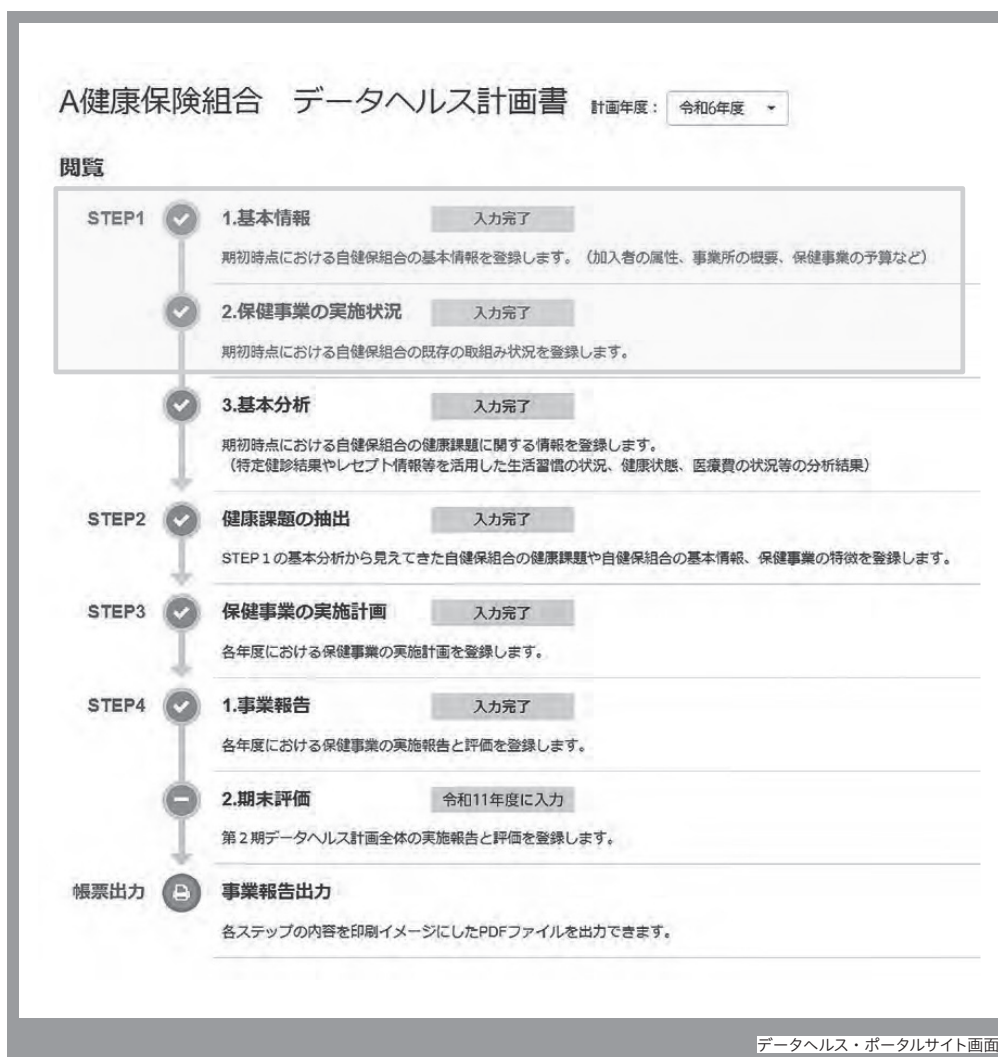 A健康保険組合　データヘルス計画書　計画年度：　令和6年度
閲覧
STEP1　1.基本情報　入力完了
期初時点における自健保組合の基本情報を登録します。（加入者の属性、事業所の概要、保健事業の予算など）
2.保健事業の実施状況　入力完了
期初時点における自健保組合の既存の取組み状況を登録します。
3.基本分析　入力完了
期初時点における自健保組合の健康課題に関する情報を登録します。
（特定健診結果やレセプト情報等を活用した生活習慣の状況、健康状態、医療費の状況等の分析結果）
STEP2　健康課題の抽出　入力完了
STEP１の基本分析から見えてきた自健保組合の健康課題や自健保組合の基本情報、保健事業の特徴を登録します。
STEP3　保健事業の実施計画　入力完了
各年度における保健事業の実施計画を登録します。
STEP4　1.事業報告　入力完了
各年度における保健事業の実施報告と評価を登録します。
2.期末評価　令和11年度に入力
第２期データヘルス計画全体の実施報告と評価を登録します。
帳票出力　事業報告出力
各ステップの内容を印刷イメージにしたPDFファイルを出力できます。
データヘルス・ポータルサイト画面